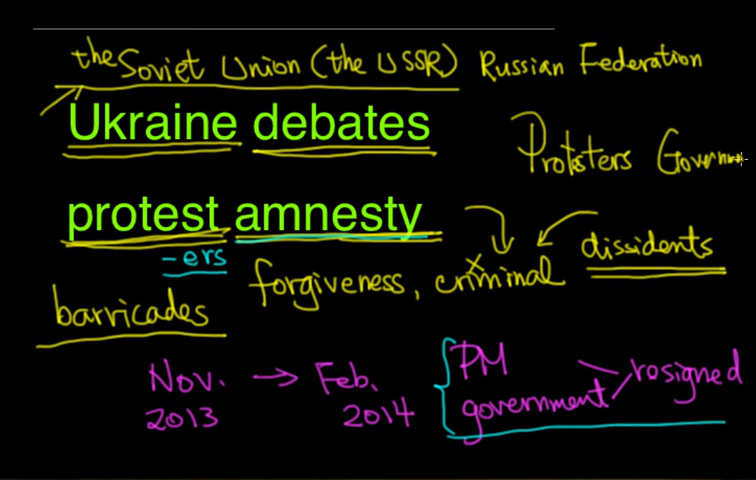 the Soviet Union (the USSR) Russian Federation
Ukraine debates
Protesters Governm
protest amnesty
-ers
dissidents
forgiveness, criminal
barricades
Nov. → Feb.
2013 2014
PM
government
resigned